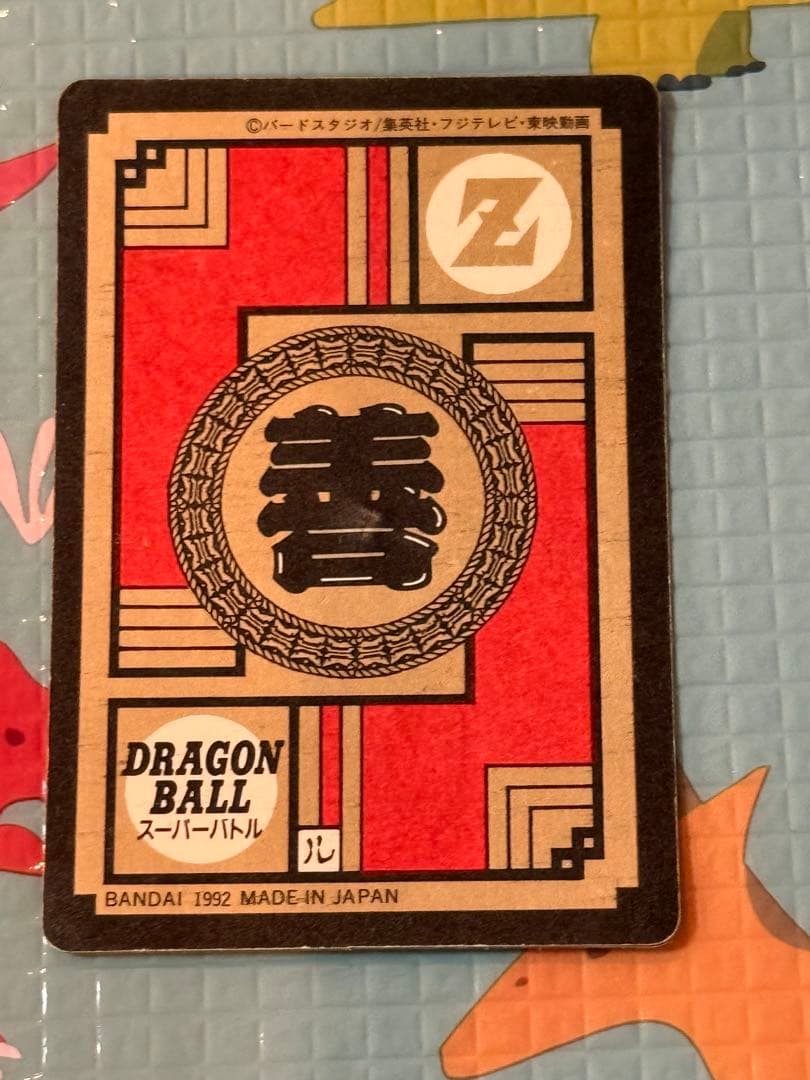 ©バードスタジオ/集英社・フジテレビ・東映動画
Z
善
DRAGON
BALL
スーパーバトル
ル
BANDAI 1992 MADE IN JAPAN